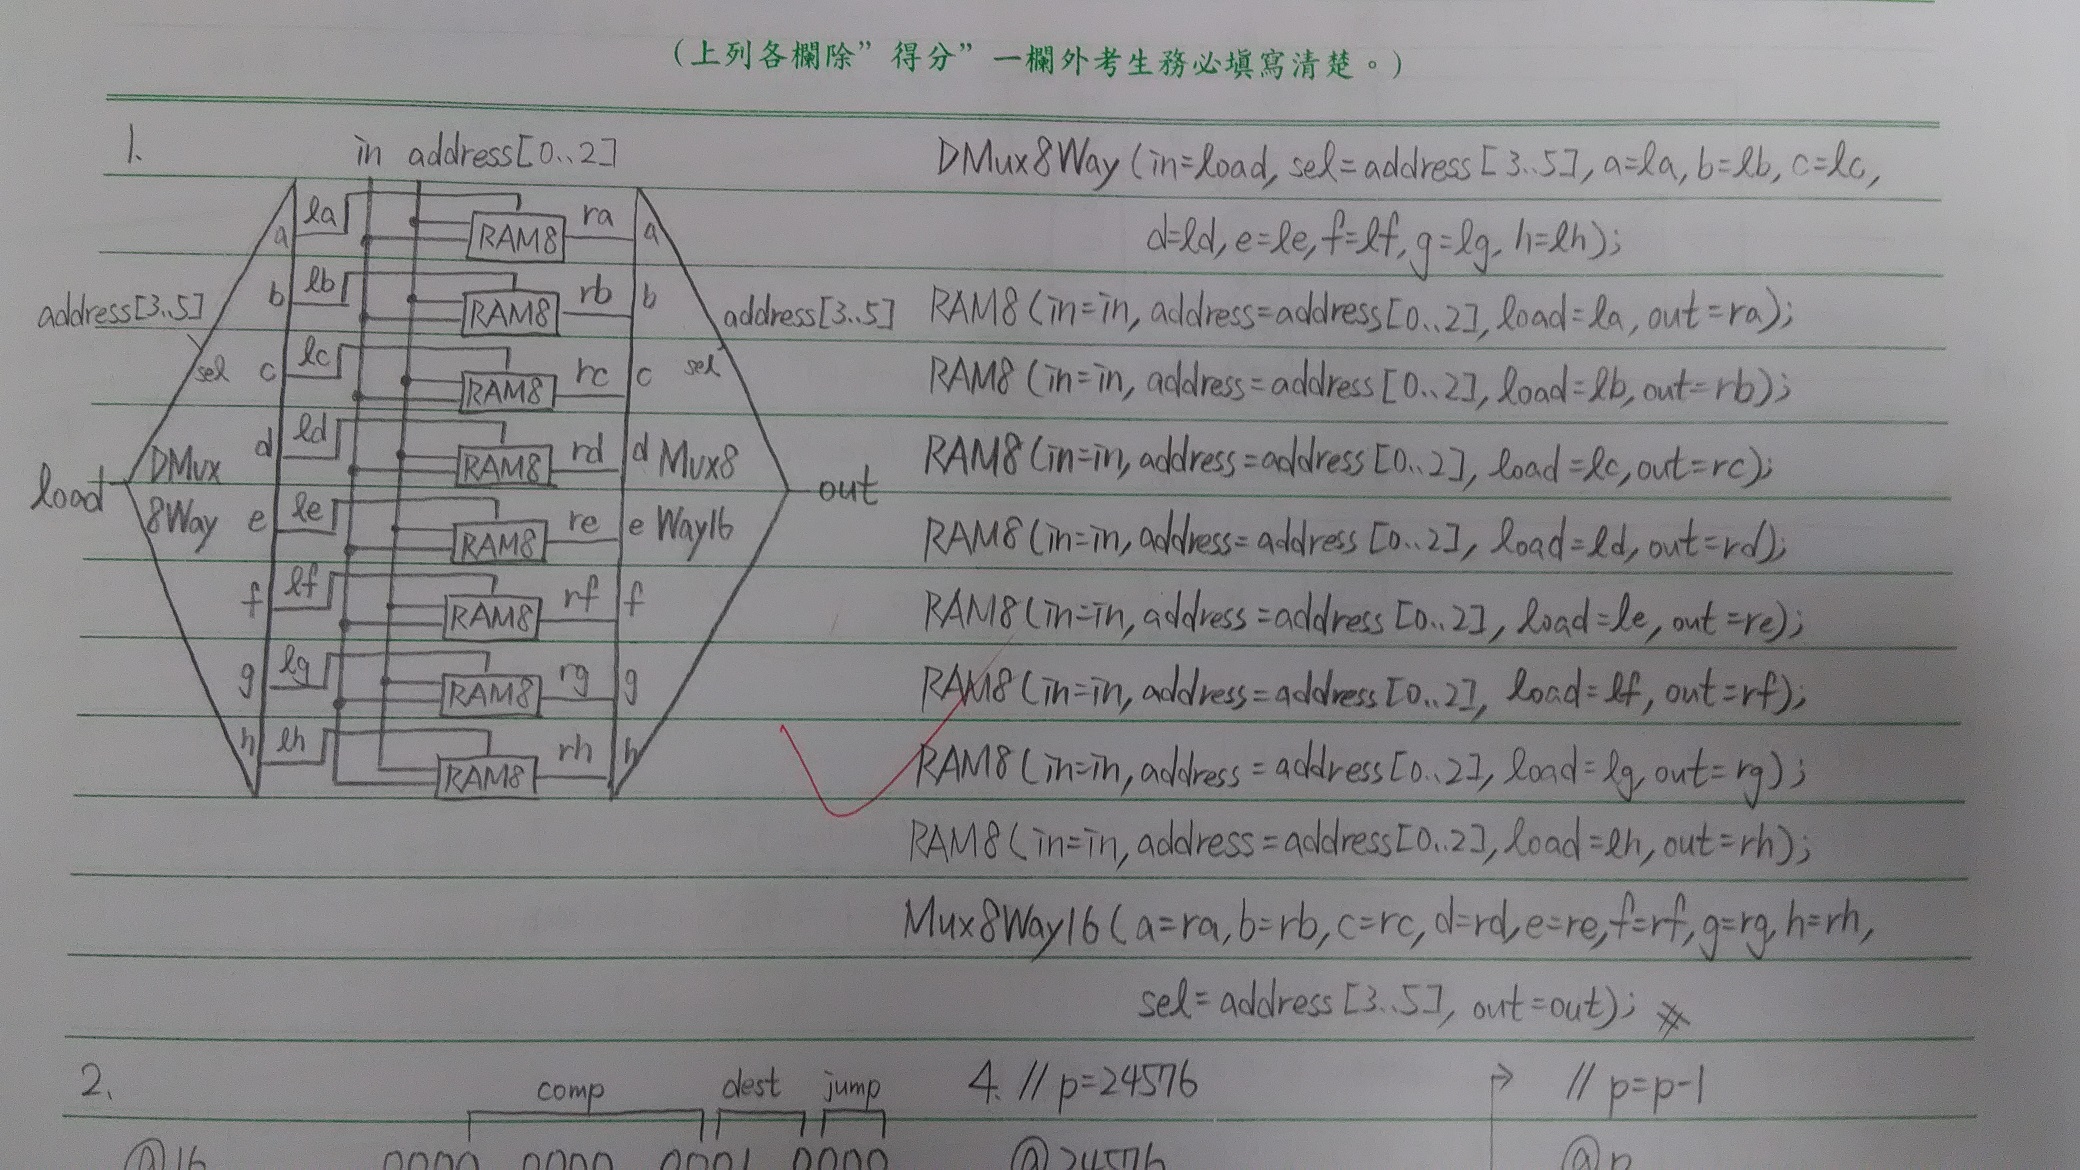 （上列各欄除”得分”一欄外考生務必填寫清楚。）
1.
in address[0..2]
la
a
RAM8
ra
a
lb
b
RAM8
rb
b
address[3..5]
address[3..5]
lc
sel
c
RAM8
rc
c
sel
ld
d
RAM8
rd
d
DMux
8Way
Mux8
Way16
load
out
le
e
RAM8
re
e
lf
f
RAM8
rf
f
lg
g
RAM8
rg
g
lh
h
RAM8
rh
h
DMux8Way(in=load, sel=address[3..5], a=la, b=lb, c=lc,
d=ld, e=le, f=lf, g=lg, h=lh);
RAM8(in=in, address=address[0..2], load=la, out=ra);
RAM8(in=in, address=address[0..2], load=lb, out=rb);
RAM8(in=in, address=address[0..2], load=lc, out=rc);
RAM8(in=in, address=address[0..2], load=ld, out=rd);
RAM8(in=in, address=address[0..2], load=le, out=re);
RAM8(in=in, address=address[0..2], load=lf, out=rf);
RAM8(in=in, address=address[0..2], load=lg, out=rg);
RAM8(in=in, address=address[0..2], load=lh, out=rh);
Mux8Way16(a=ra, b=rb, c=rc, d=rd, e=re, f=rf, g=rg, h=rh,
sel=address[3..5], out=out);
2.
comp dest jump
@16 0000 0000 0001 0000
4. // p=24576
@24576
// p=p-1
@p